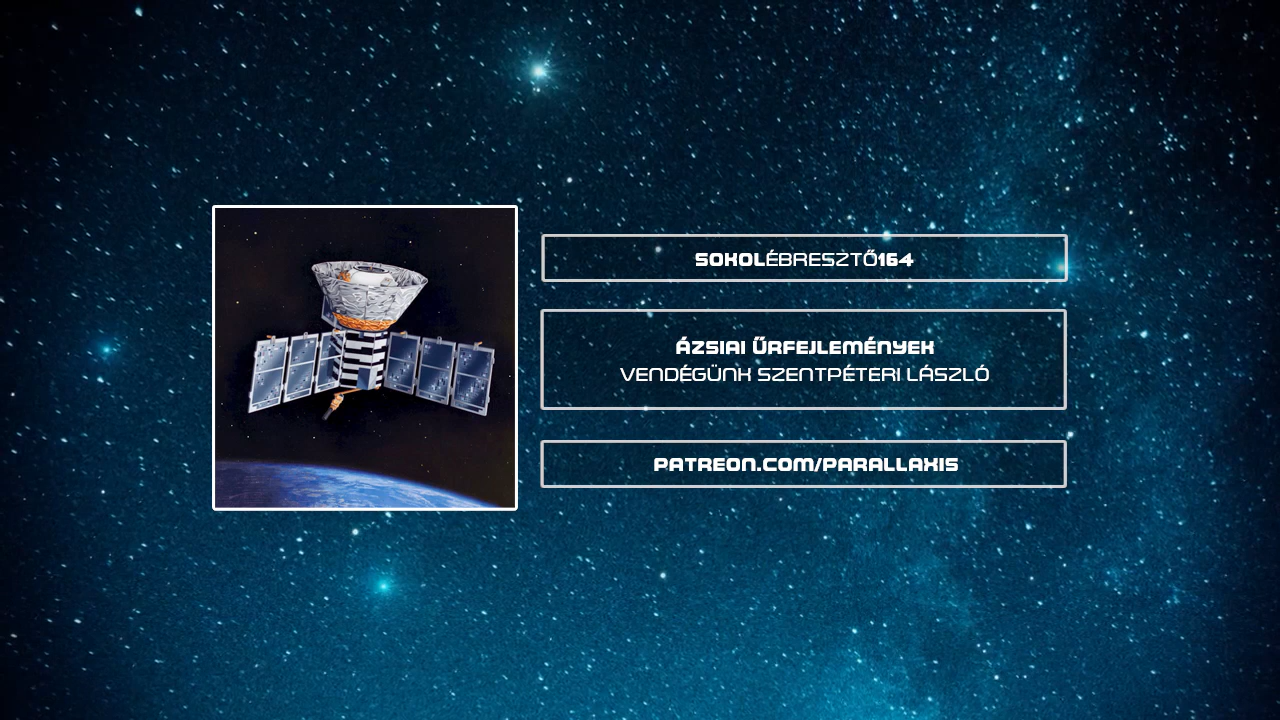 SOKOLÉBRESZTŐ164
ÁZSIAI ŰRFEJLEMÉNYEK
VENDÉGÜNK SZENTPÉTERI LÁSZLÓ
PATREON.COM/PARALLAXIS